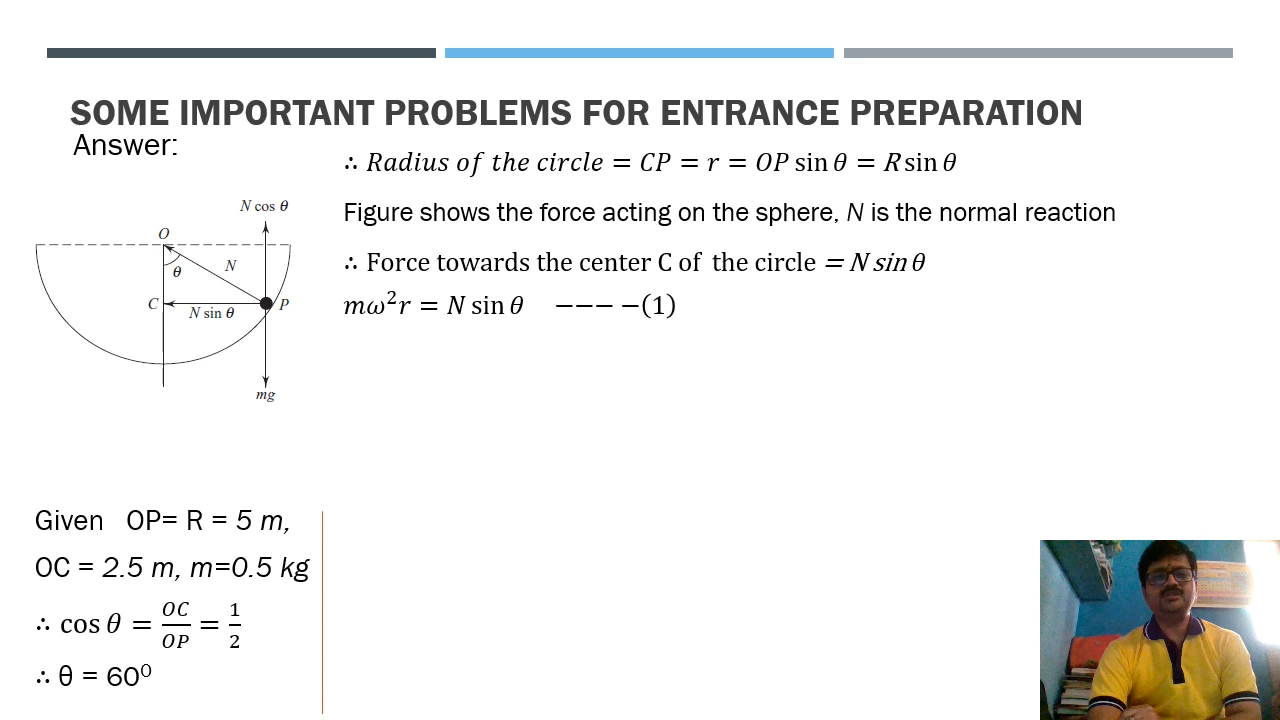 SOME IMPORTANT PROBLEMS FOR ENTRANCE PREPARATION
Answer:
∴ Radius of the circle = CP = r = OP sin θ = R sin θ
Figure shows the force acting on the sphere, N is the normal reaction
∴ Force towards the center C of the circle = N sin θ
mω²r = N sin θ −−− −(1)
N cos θ
O
θ
N
C
P
N sin θ
mg
Given OP= R = 5 m,
OC = 2.5 m, m=0.5 kg
∴ cos θ = OC/OP = 1/2
∴ θ = 60⁰